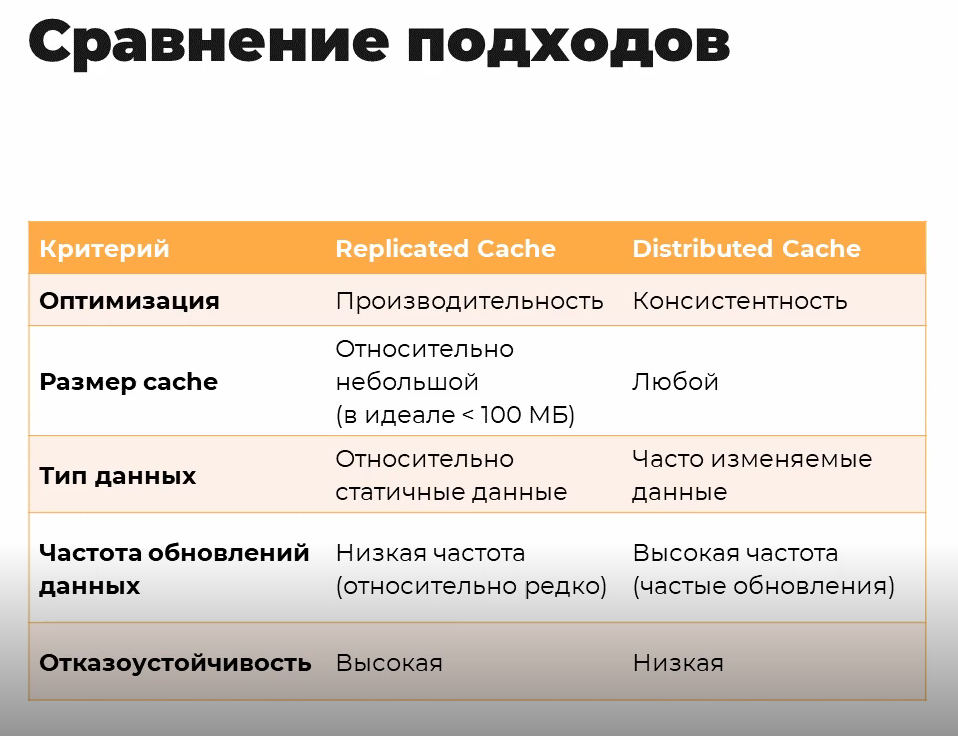 Сравнение подходов
Критерий Replicated Cache Distributed Cache
Оптимизация Производительность Консистентность
Размер cache
Относительно
небольшой
(в идеале < 100 МБ)
Любой
Тип данных
Относительно
статичные данные
Часто изменяемые
данные
Частота обновлений
данных
Низкая частота
(относительно редко)
Высокая частота
(частые обновления)
Отказоустойчивость Высокая Низкая